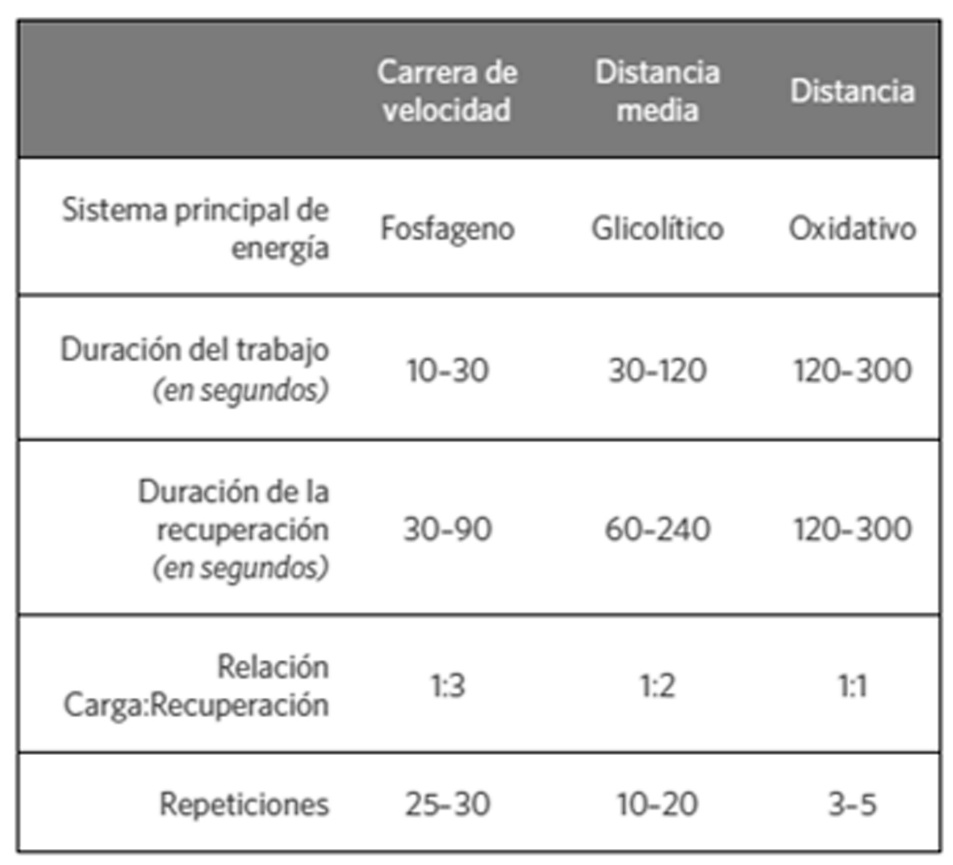 Carrera de velocidad Distancia media Distancia
Sistema principal de energía Fosfageno Glicolítico Oxidativo
Duración del trabajo (en segundos) 10–30 30–120 120–300
Duración de la recuperación (en segundos) 30–90 60–240 120–300
Relación Carga:Recuperación 1:3 1:2 1:1
Repeticiones 25–30 10–20 3–5